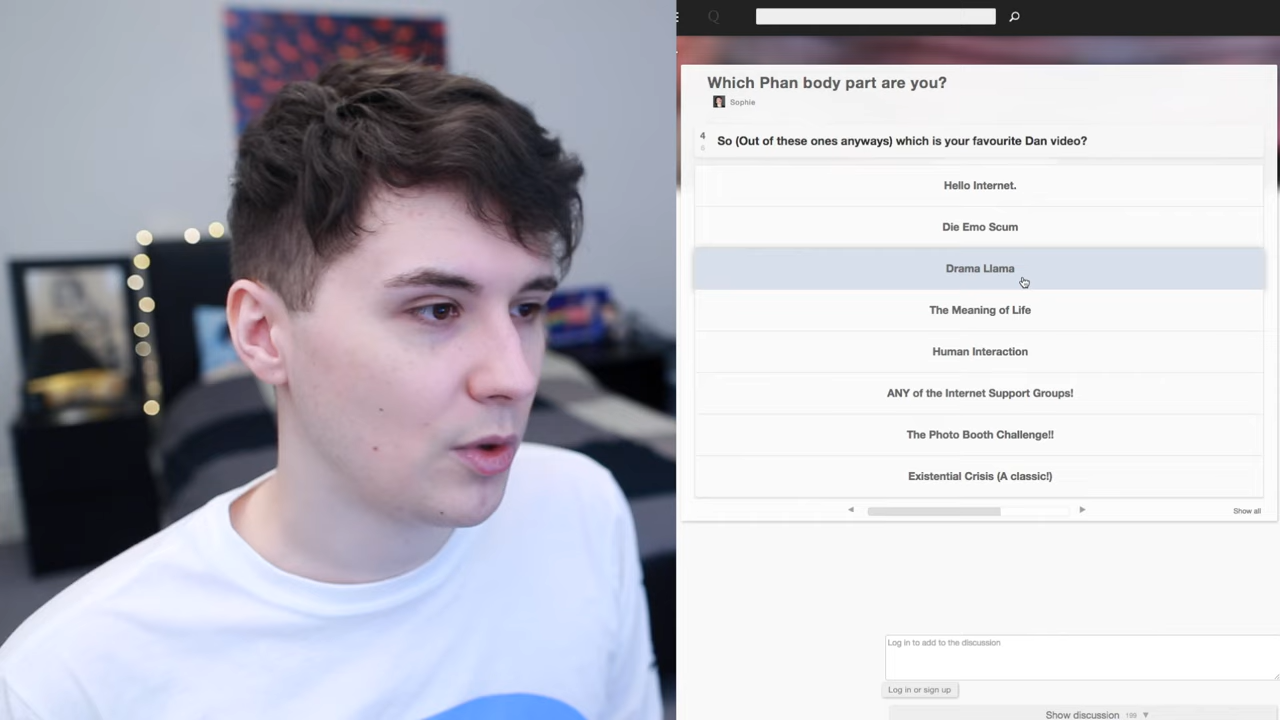 Q
Which Phan body part are you?
Sophie
4
So (Out of these ones anyways) which is your favourite Dan video?
Hello Internet.
Die Emo Scum
Drama Llama
The Meaning of Life
Human Interaction
ANY of the Internet Support Groups!
The Photo Booth Challenge!!
Existential Crisis (A classic!)
Show all
Log in to add to the discussion
Log in or sign up
Show discussion 199